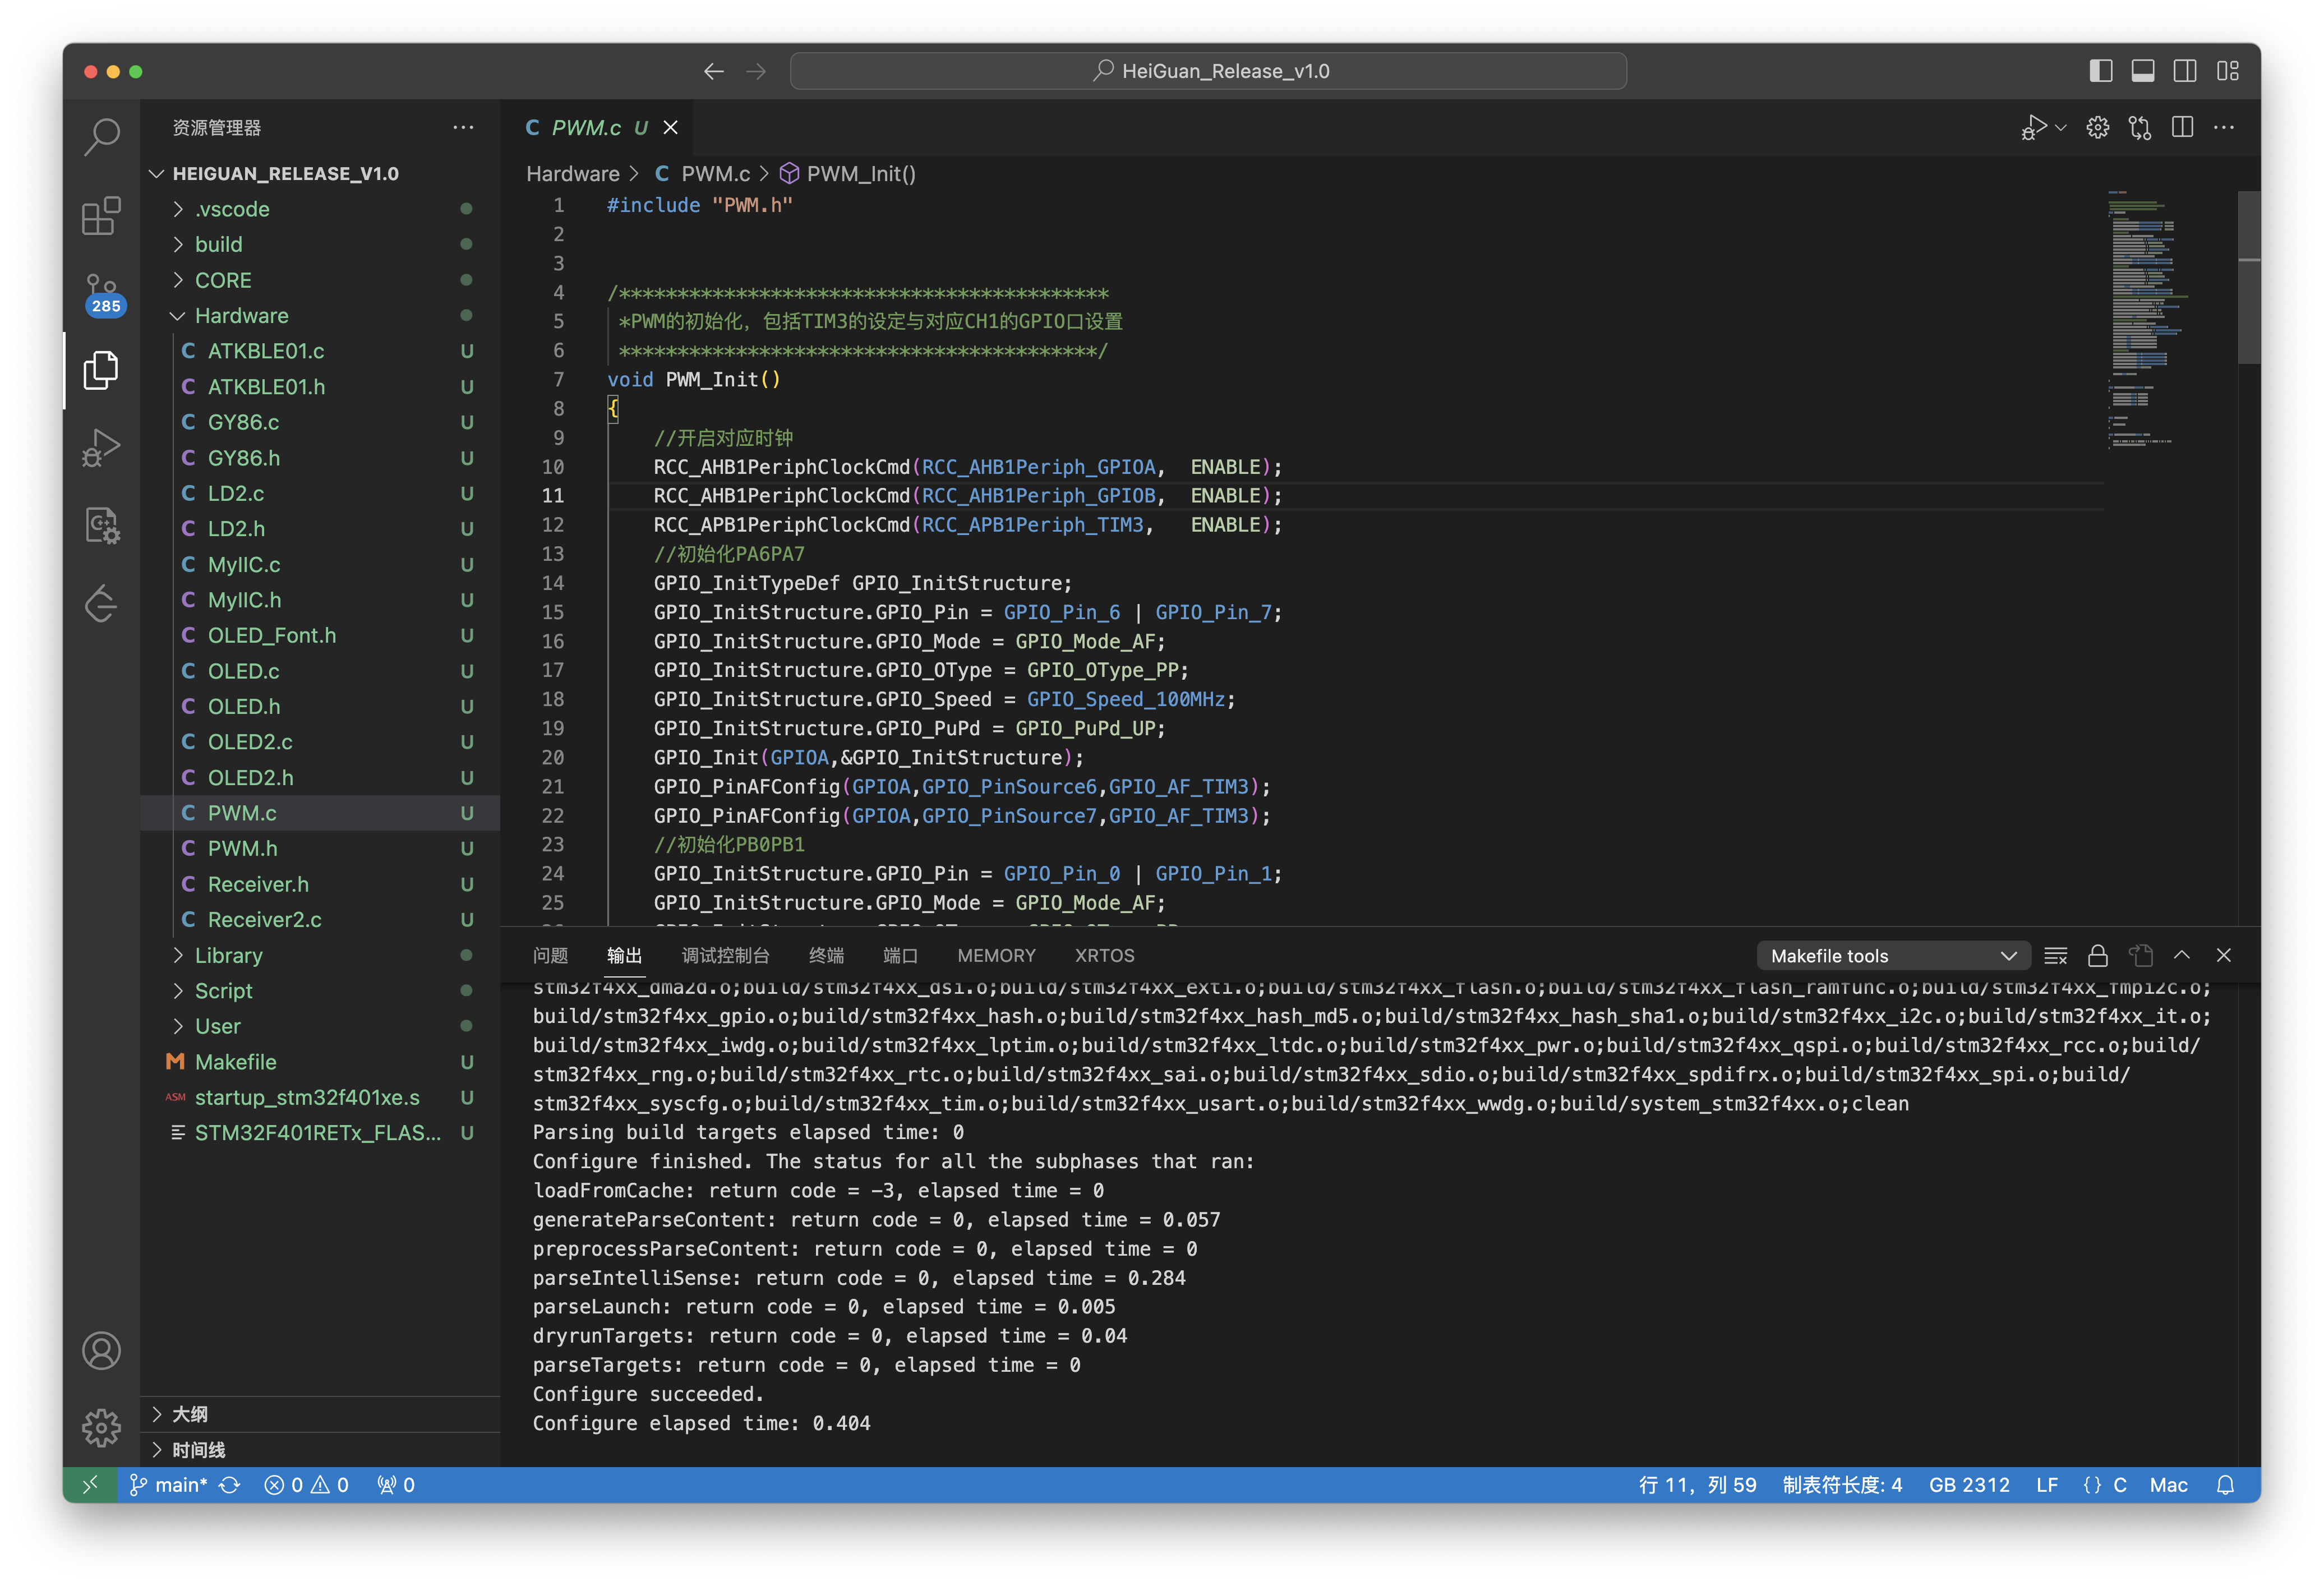 HeiGuan_Release_v1.0
285
资源管理器
HEIGUAN_RELEASE_V1.0
.vscode
build
CORE
Hardware
C ATKBLE01.c U
C ATKBLE01.h U
C GY86.c U
C GY86.h U
C LD2.c U
C LD2.h U
C MyIIC.c U
C MyIIC.h U
C OLED_Font.h U
C OLED.c U
C OLED.h U
C OLED2.c U
C OLED2.h U
C PWM.c U
C PWM.h U
C Receiver.h U
C Receiver2.c U
Library
Script
User
M Makefile U
ASM startup_stm32f401xe.s U
STM32F401RETx_FLAS... U
大纲
时间线
C PWM.c U
Hardware > C PWM.c > PWM_Init()
1 #include "PWM.h"
2
3
4 /******************************************
5 *PWM的初始化，包括TIM3的设定与对应CH1的GPIO口设置
6 *****************************************/
7 void PWM_Init()
8 {
9 //开启对应时钟
10 RCC_AHB1PeriphClockCmd(RCC_AHB1Periph_GPIOA,  ENABLE);
11 RCC_AHB1PeriphClockCmd(RCC_AHB1Periph_GPIOB,  ENABLE);
12 RCC_APB1PeriphClockCmd(RCC_APB1Periph_TIM3,   ENABLE);
13 //初始化PA6PA7
14 GPIO_InitTypeDef GPIO_InitStructure;
15 GPIO_InitStructure.GPIO_Pin = GPIO_Pin_6 | GPIO_Pin_7;
16 GPIO_InitStructure.GPIO_Mode = GPIO_Mode_AF;
17 GPIO_InitStructure.GPIO_OType = GPIO_OType_PP;
18 GPIO_InitStructure.GPIO_Speed = GPIO_Speed_100MHz;
19 GPIO_InitStructure.GPIO_PuPd = GPIO_PuPd_UP;
20 GPIO_Init(GPIOA,&GPIO_InitStructure);
21 GPIO_PinAFConfig(GPIOA,GPIO_PinSource6,GPIO_AF_TIM3);
22 GPIO_PinAFConfig(GPIOA,GPIO_PinSource7,GPIO_AF_TIM3);
23 //初始化PB0PB1
24 GPIO_InitStructure.GPIO_Pin = GPIO_Pin_0 | GPIO_Pin_1;
25 GPIO_InitStructure.GPIO_Mode = GPIO_Mode_AF;
问题 输出 调试控制台 终端 端口 MEMORY XRTOS Makefile tools
stm32f4xx_dma2d.o;build/stm32f4xx_dsi.o;build/stm32f4xx_exti.o;build/stm32f4xx_flash.o;build/stm32f4xx_flash_ramfunc.o;build/stm32f4xx_fmpi2c.o;
build/stm32f4xx_gpio.o;build/stm32f4xx_hash.o;build/stm32f4xx_hash_md5.o;build/stm32f4xx_hash_sha1.o;build/stm32f4xx_i2c.o;build/stm32f4xx_it.o;
build/stm32f4xx_iwdg.o;build/stm32f4xx_lptim.o;build/stm32f4xx_ltdc.o;build/stm32f4xx_pwr.o;build/stm32f4xx_qspi.o;build/stm32f4xx_rcc.o;build/
stm32f4xx_rng.o;build/stm32f4xx_rtc.o;build/stm32f4xx_sai.o;build/stm32f4xx_sdio.o;build/stm32f4xx_spdifrx.o;build/stm32f4xx_spi.o;build/
stm32f4xx_syscfg.o;build/stm32f4xx_tim.o;build/stm32f4xx_usart.o;build/stm32f4xx_wwdg.o;build/system_stm32f4xx.o;clean
Parsing build targets elapsed time: 0
Configure finished. The status for all the subphases that ran:
loadFromCache: return code = -3, elapsed time = 0
generateParseContent: return code = 0, elapsed time = 0.057
preprocessParseContent: return code = 0, elapsed time = 0
parseIntelliSense: return code = 0, elapsed time = 0.284
parseLaunch: return code = 0, elapsed time = 0.005
dryrunTargets: return code = 0, elapsed time = 0.04
parseTargets: return code = 0, elapsed time = 0
Configure succeeded.
Configure elapsed time: 0.404
main* 0 0 0 行 11，列 59 制表符长度: 4 GB 2312 LF {} C Mac